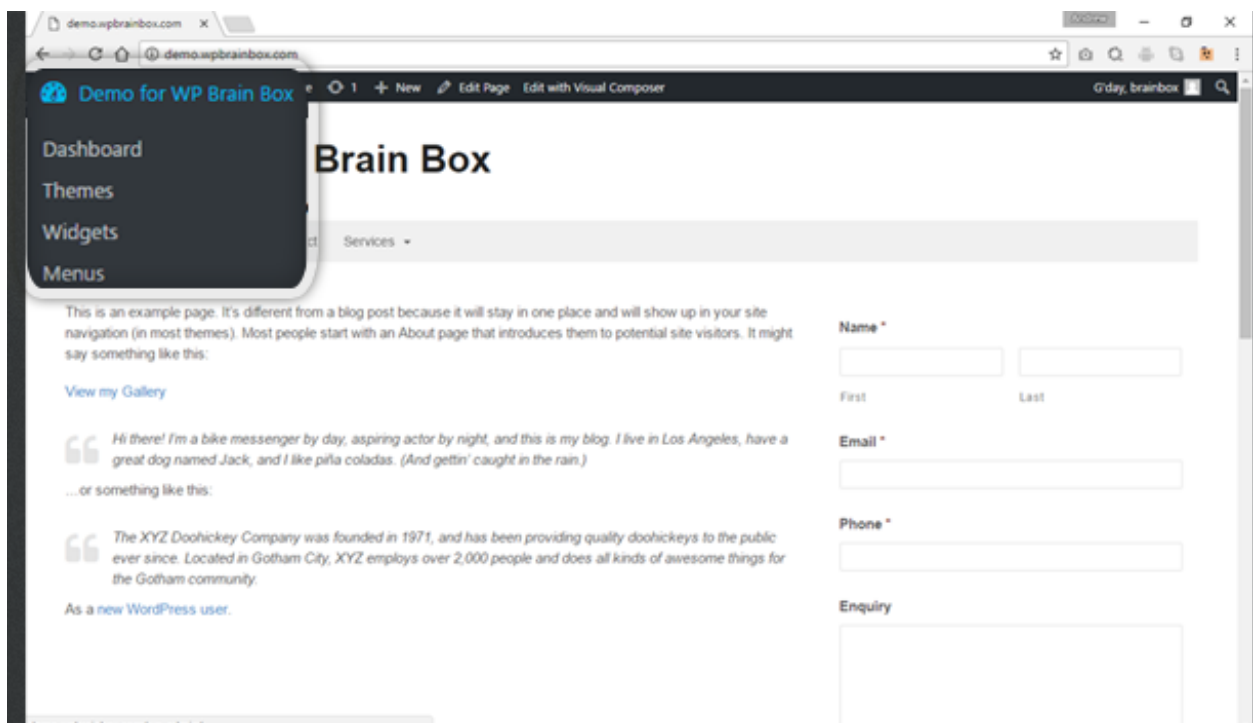 demo.wpbrainbox.com
Andrew
demo.wpbrainbox.com
Demo for WP Brain Box
1 New Edit Page Edit with Visual Composer
G'day, brainbox
Dashboard
Themes
Widgets
Menus
Brain Box
Services
This is an example page. It's different from a blog post because it will stay in one place and will show up in your site
navigation (in most themes). Most people start with an About page that introduces them to potential site visitors. It might
say something like this:
View my Gallery
Hi there! I'm a bike messenger by day, aspiring actor by night, and this is my blog. I live in Los Angeles, have a
great dog named Jack, and I like piña coladas. (And gettin' caught in the rain.)
…or something like this:
The XYZ Doohickey Company was founded in 1971, and has been providing quality doohickeys to the public
ever since. Located in Gotham City, XYZ employs over 2,000 people and does all kinds of awesome things for
the Gotham community.
As a new WordPress user.
Name *
First Last
Email *
Phone *
Enquiry